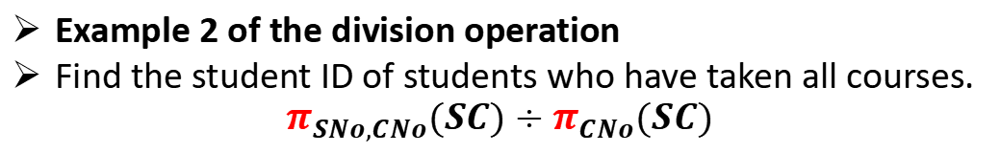 ➢ Example 2 of the division operation
➢ Find the student ID of students who have taken all courses.
π_{SNo,CNo}(SC) ÷ π_{CNo}(SC)